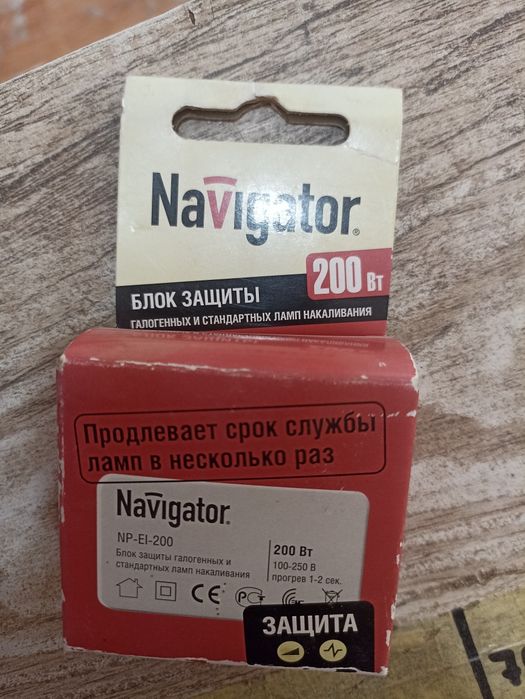 Navigator®
200 Вт
БЛОК ЗАЩИТЫ
ГАЛОГЕННЫХ И СТАНДАРТНЫХ ЛАМП НАКАЛИВАНИЯ
Продлевает срок службы
ламп в несколько раз
Navigator®
NP-EI-200
Блок защиты галогенных и
стандартных ламп накаливания
200 Вт
100-250 В
прогрев 1-2 сек.
CE
ЗАЩИТА